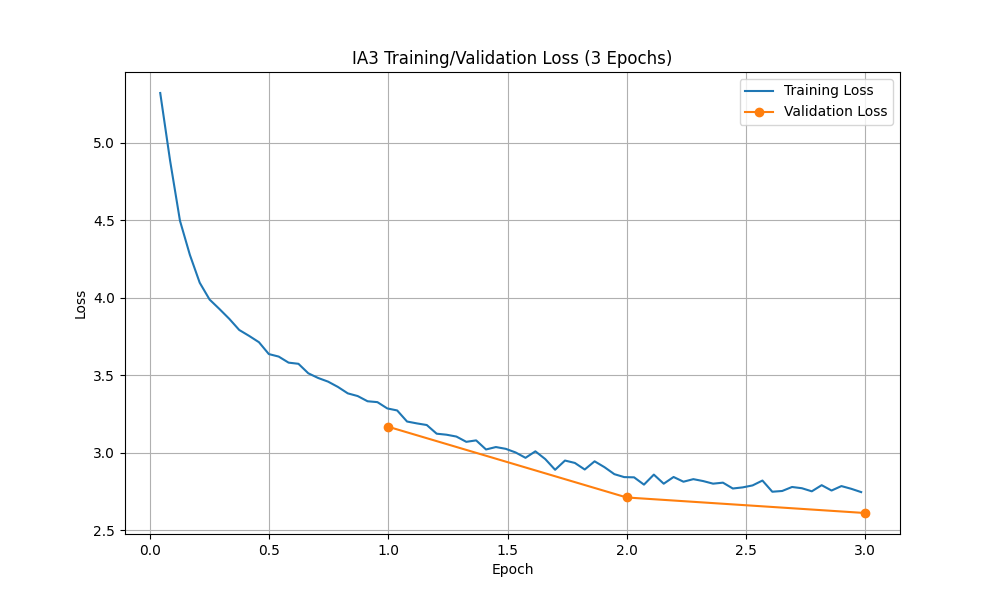 IA3 Training/Validation Loss (3 Epochs)
Training Loss
Validation Loss
Loss
5.0
4.5
4.0
3.5
3.0
2.5
0.0 0.5 1.0 1.5 2.0 2.5 3.0
Epoch